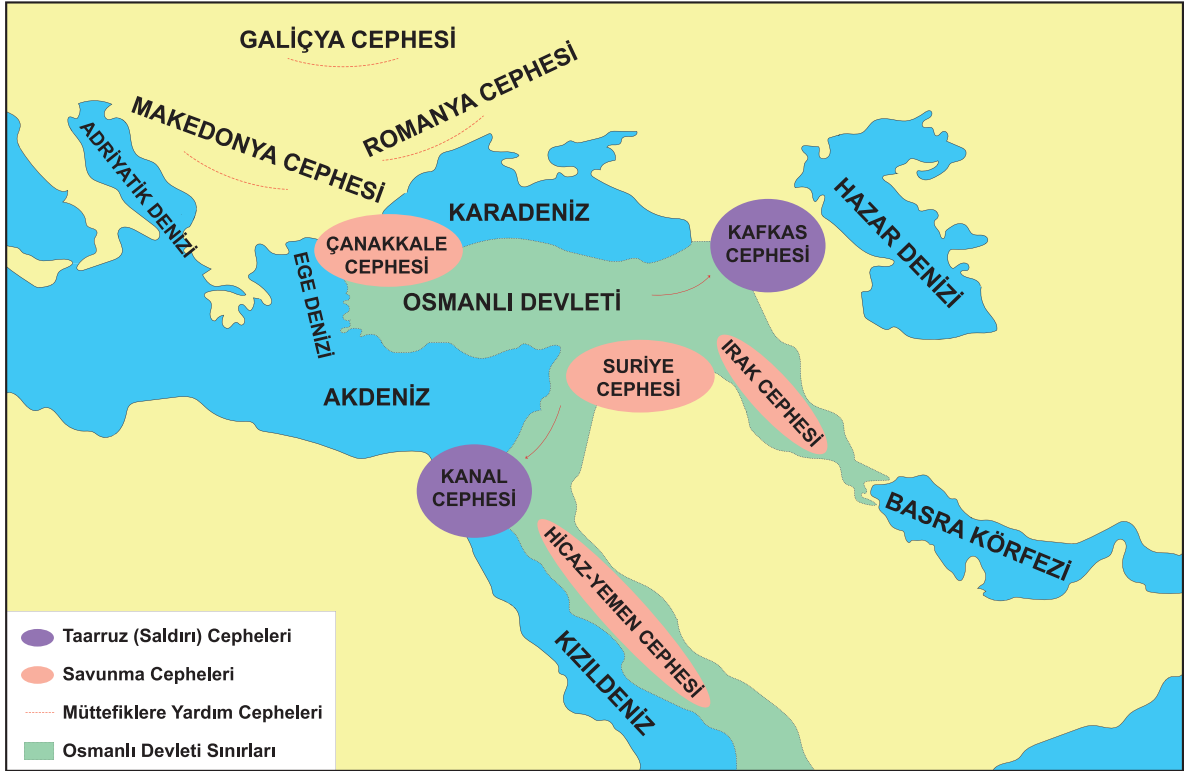 GALİÇYA CEPHESİ
ROMANYA CEPHESİ
MAKEDONYA CEPHESİ
ADRİYATİK DENİZİ
KARADENİZ
HAZAR DENİZİ
KAFKAS
CEPHESİ
ÇANAKKALE
CEPHESİ
EGE DENİZİ
OSMANLI DEVLETİ
SURİYE
CEPHESİ
IRAK CEPHESİ
AKDENİZ
KANAL
CEPHESİ
BASRA KÖRFEZİ
HİCAZ-YEMEN CEPHESİ
KIZILDENİZ
Taarruz (Saldırı) Cepheleri
Savunma Cepheleri
Müttefiklere Yardım Cepheleri
Osmanlı Devleti Sınırları